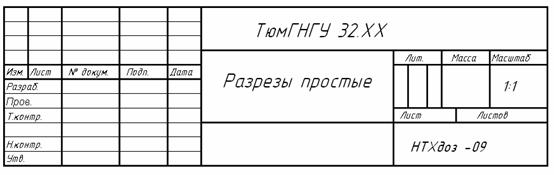 ТюмГНГУ 32.XX
Лит. Масса Масштаб
Изм. Лист № докум. Подп. Дата
Разраб.
Разрезы простые
1:1
Пров.
Т.контр.
Лист Листов
Н.контр.
НТХдоз -09
Утв.